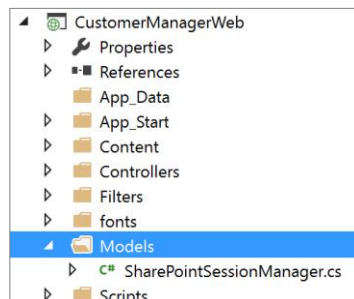 CustomerManagerWeb
Properties
References
App_Data
App_Start
Content
Controllers
Filters
fonts
Models
C# SharePointSessionManager.cs
Scripts